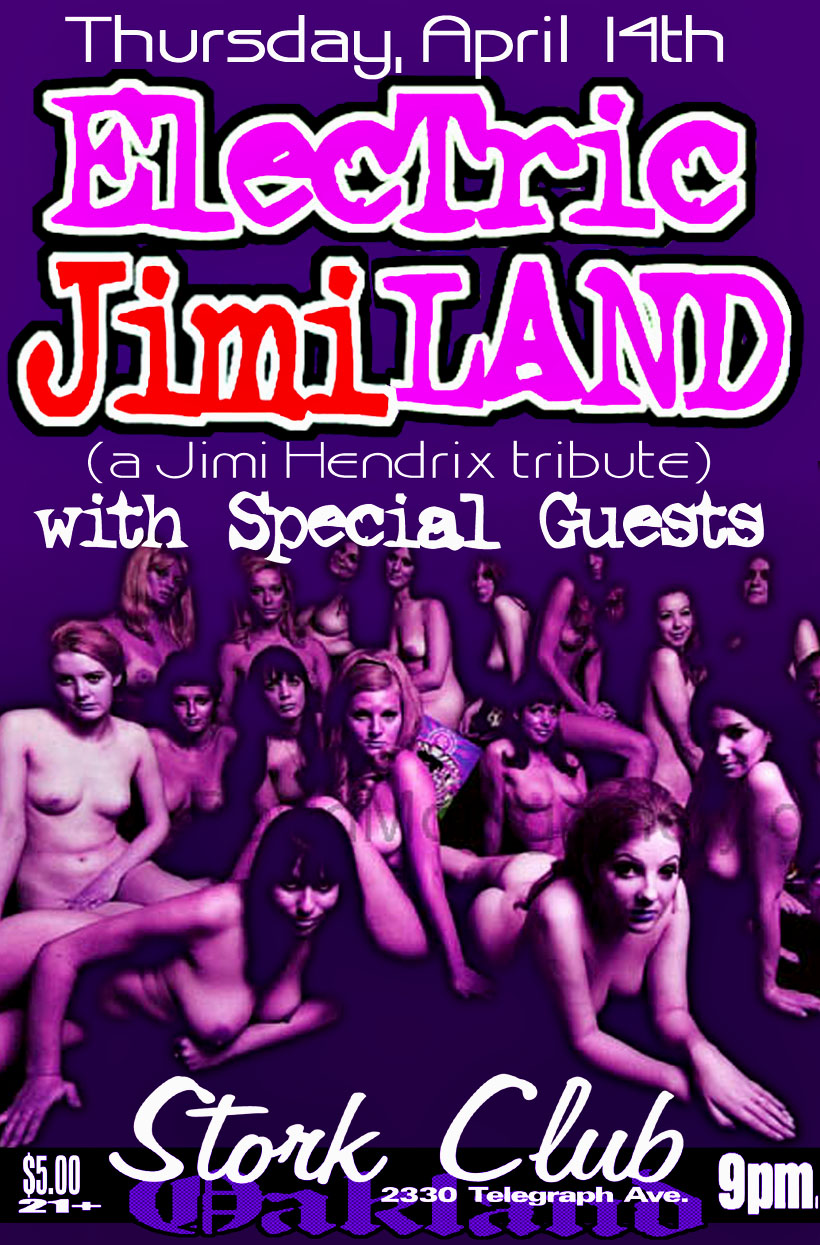 Thursday, April 14th
Electric
JimiLAND
(a Jimi Hendrix tribute)
with Special Guests
Stork Club
$5.00
21+
2330 Telegraph Ave.
9pm.
Oakland